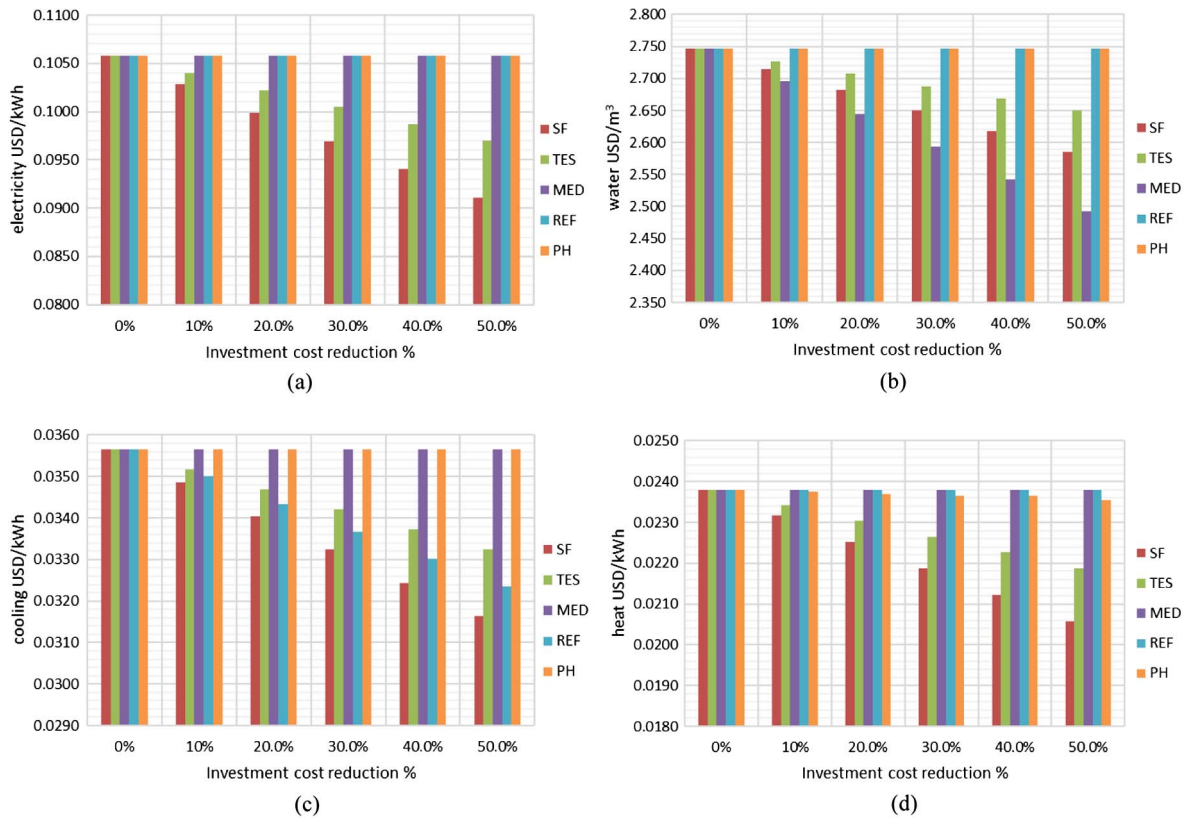 0.1100
0.1050
0.1000
0.0950
0.0900
0.0850
0.0800
electricity USD/kWh
0% 10% 20.0% 30.0% 40.0% 50.0%
Investment cost reduction %
SF
TES
MED
REF
PH
(a)
2.800
2.750
2.700
2.650
2.600
2.550
2.500
2.450
2.400
2.350
water USD/m³
0% 10% 20.0% 30.0% 40.0% 50.0%
Investment cost reduction %
SF
TES
MED
REF
PH
(b)
0.0360
0.0350
0.0340
0.0330
0.0320
0.0310
0.0300
0.0290
cooling USD/kWh
0% 10% 20.0% 30.0% 40.0% 50.0%
Investment cost reduction %
SF
TES
MED
REF
PH
(c)
0.0250
0.0240
0.0230
0.0220
0.0210
0.0200
0.0190
0.0180
heat USD/kWh
0% 10% 20.0% 30.0% 40.0% 50.0%
Investment cost reduction %
SF
TES
MED
REF
PH
(d)